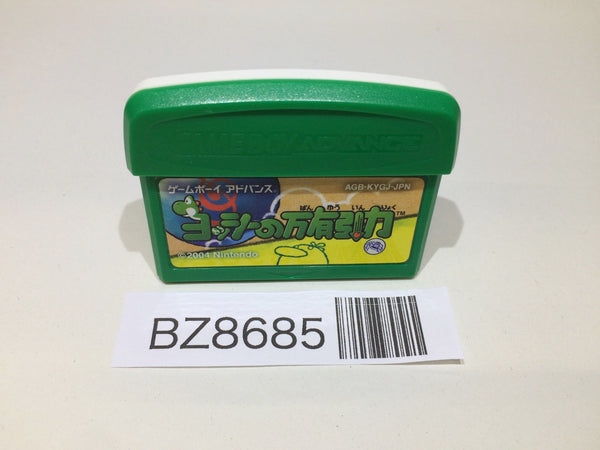 GAME BOY ADVANCE
ゲームボーイ アドバンス
AGB-KYGJ-JPN
ばん ゆう いん りょく
ヨッシーの万有引力™
©2004 Nintendo
BZ8685